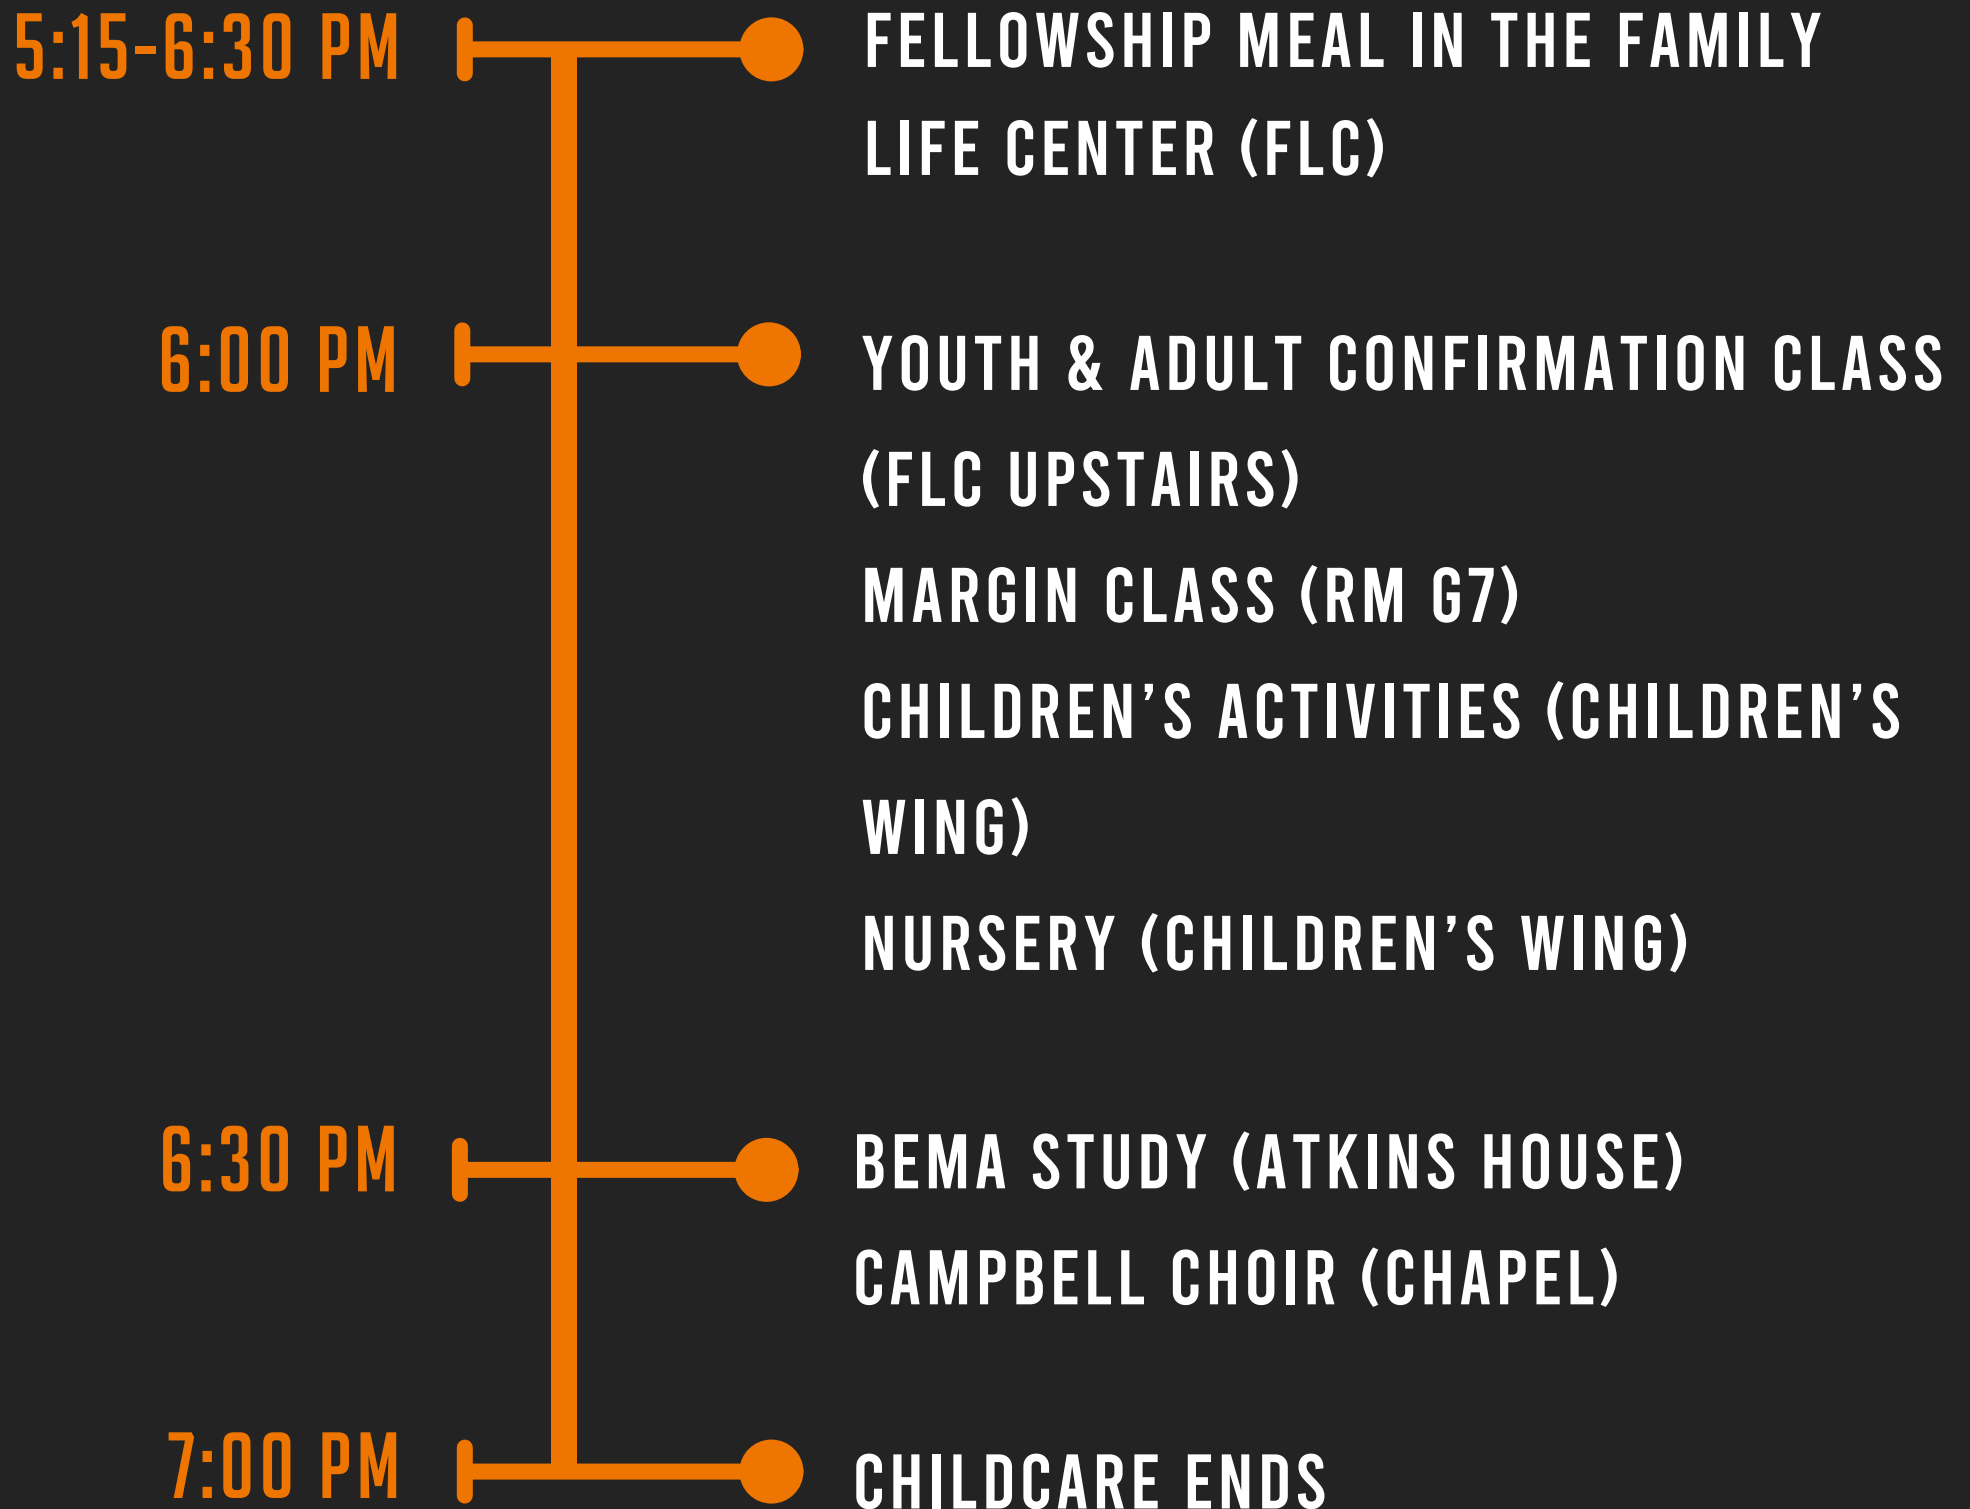 5:15-6:30 PM
FELLOWSHIP MEAL IN THE FAMILY
LIFE CENTER (FLC)
6:00 PM
YOUTH & ADULT CONFIRMATION CLASS
(FLC UPSTAIRS)
MARGIN CLASS (RM G7)
CHILDREN'S ACTIVITIES (CHILDREN'S
WING)
NURSERY (CHILDREN'S WING)
6:30 PM
BEMA STUDY (ATKINS HOUSE)
CAMPBELL CHOIR (CHAPEL)
7:00 PM
CHILDCARE ENDS